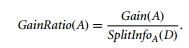 GainRatio(A) = Gain(A) / SplitInfo_A(D).